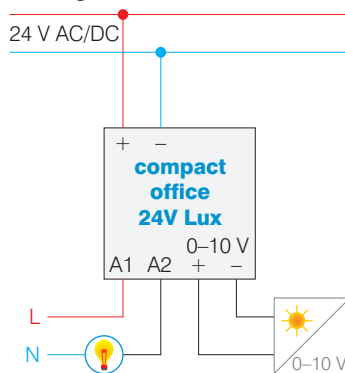 24 V AC/DC
+ −
compact
office
24V Lux
0–10 V
A1 A2 + −
L
N
0–10 V